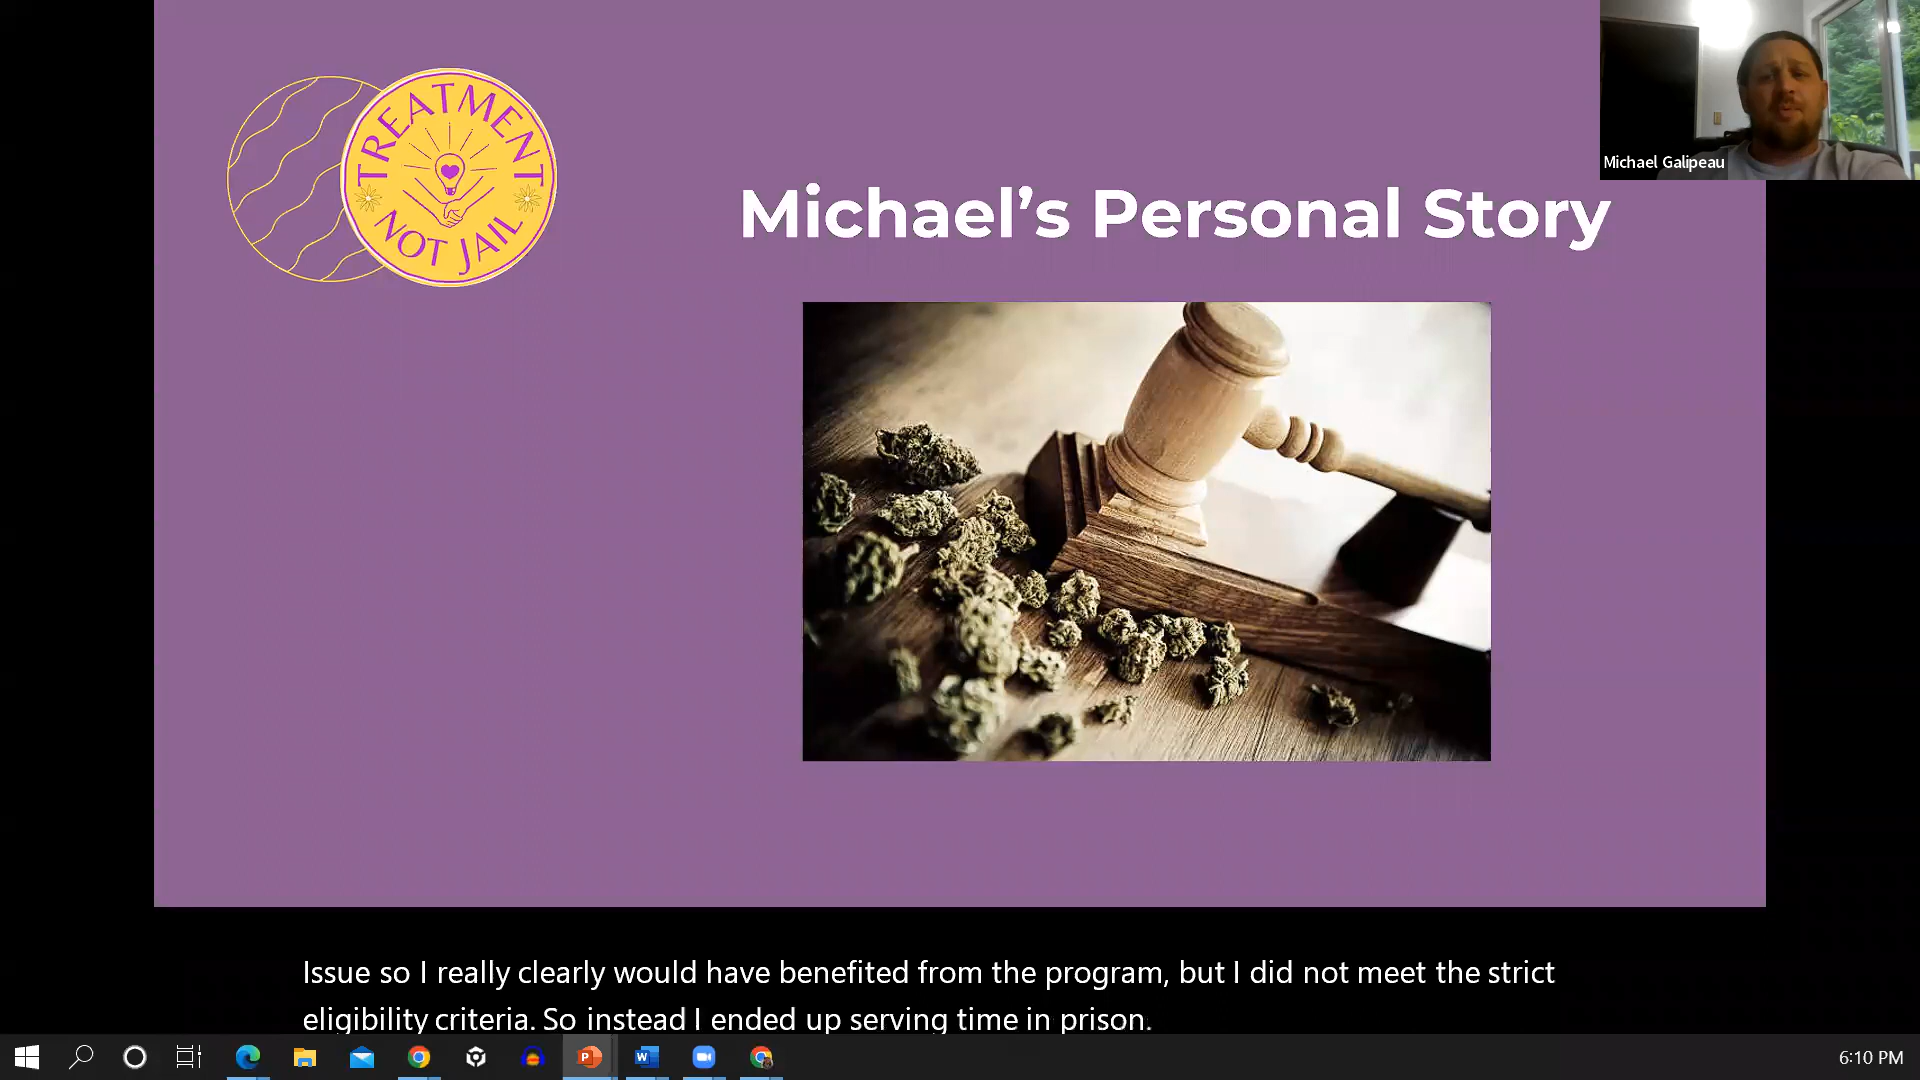 TREATMENT
NOT JAIL
Michael Galipeau
Michael’s Personal Story
Issue so I really clearly would have benefited from the program, but I did not meet the strict
eligibility criteria. So instead I ended up serving time in prison.
6:10 PM